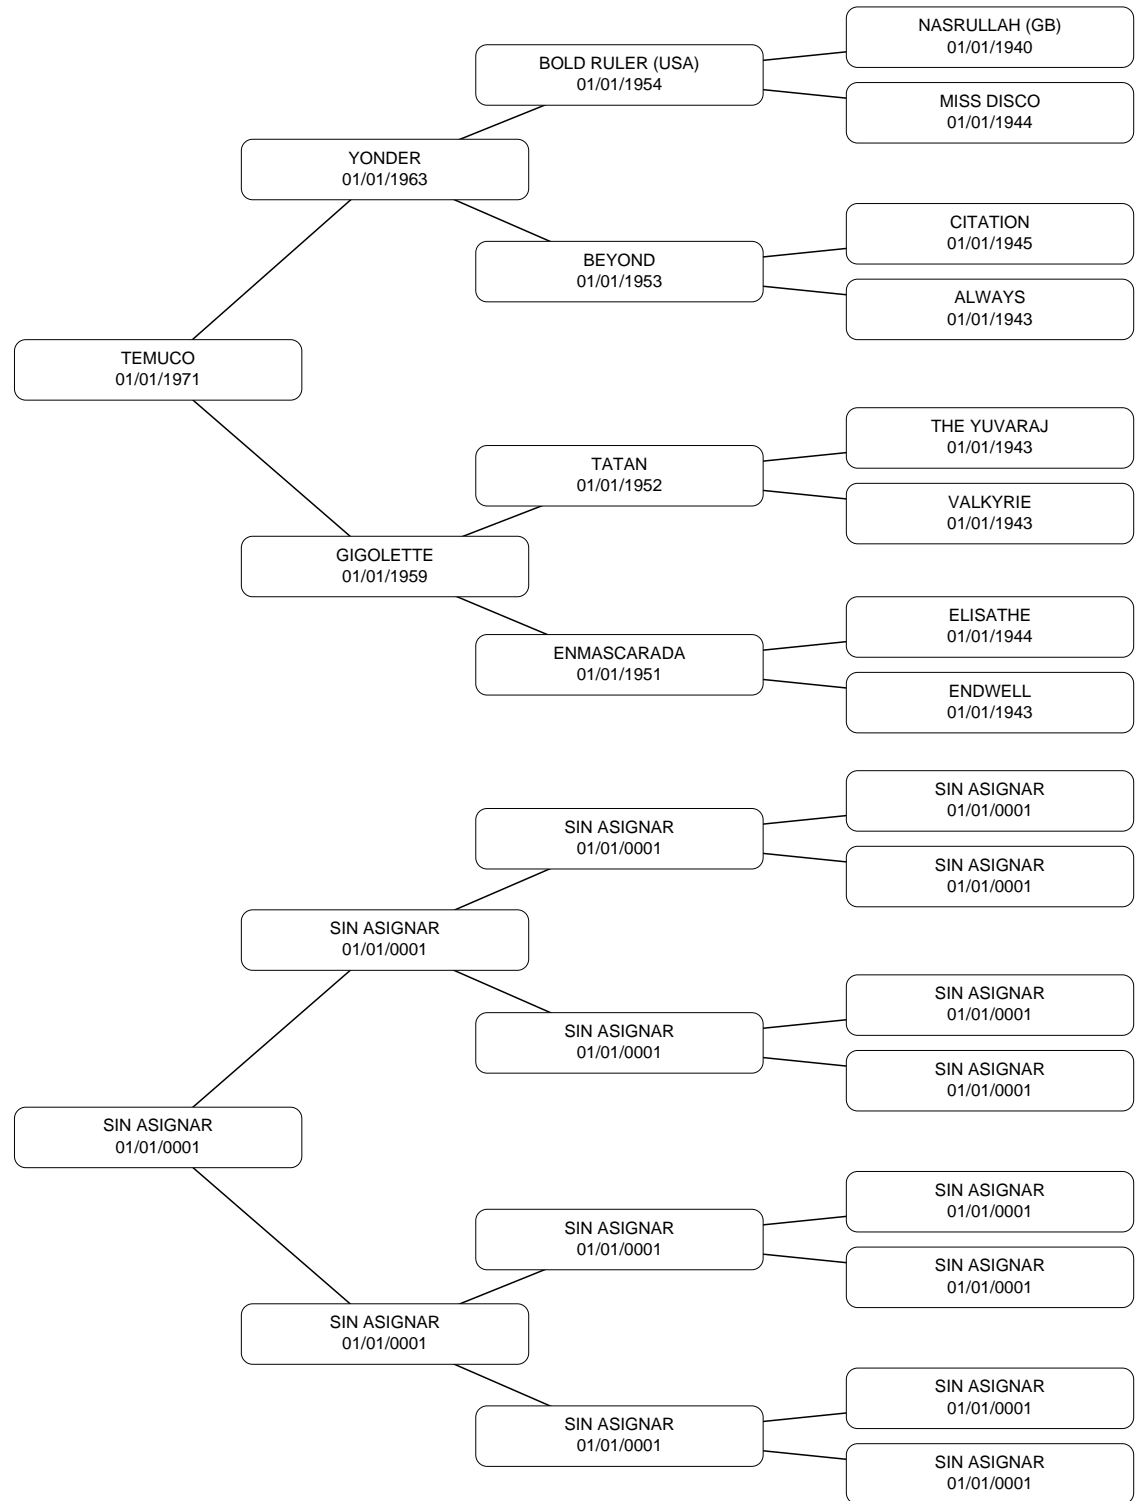 NASRULLAH (GB)
01/01/1940
BOLD RULER (USA)
01/01/1954
MISS DISCO
01/01/1944
YONDER
01/01/1963
CITATION
01/01/1945
BEYOND
01/01/1953
ALWAYS
01/01/1943
TEMUCO
01/01/1971
THE YUVARAJ
01/01/1943
TATAN
01/01/1952
VALKYRIE
01/01/1943
GIGOLETTE
01/01/1959
ELISATHE
01/01/1944
ENMASCARADA
01/01/1951
ENDWELL
01/01/1943
SIN ASIGNAR
01/01/0001
SIN ASIGNAR
01/01/0001
SIN ASIGNAR
01/01/0001
SIN ASIGNAR
01/01/0001
SIN ASIGNAR
01/01/0001
SIN ASIGNAR
01/01/0001
SIN ASIGNAR
01/01/0001
SIN ASIGNAR
01/01/0001
SIN ASIGNAR
01/01/0001
SIN ASIGNAR
01/01/0001
SIN ASIGNAR
01/01/0001
SIN ASIGNAR
01/01/0001
SIN ASIGNAR
01/01/0001
SIN ASIGNAR
01/01/0001
SIN ASIGNAR
01/01/0001